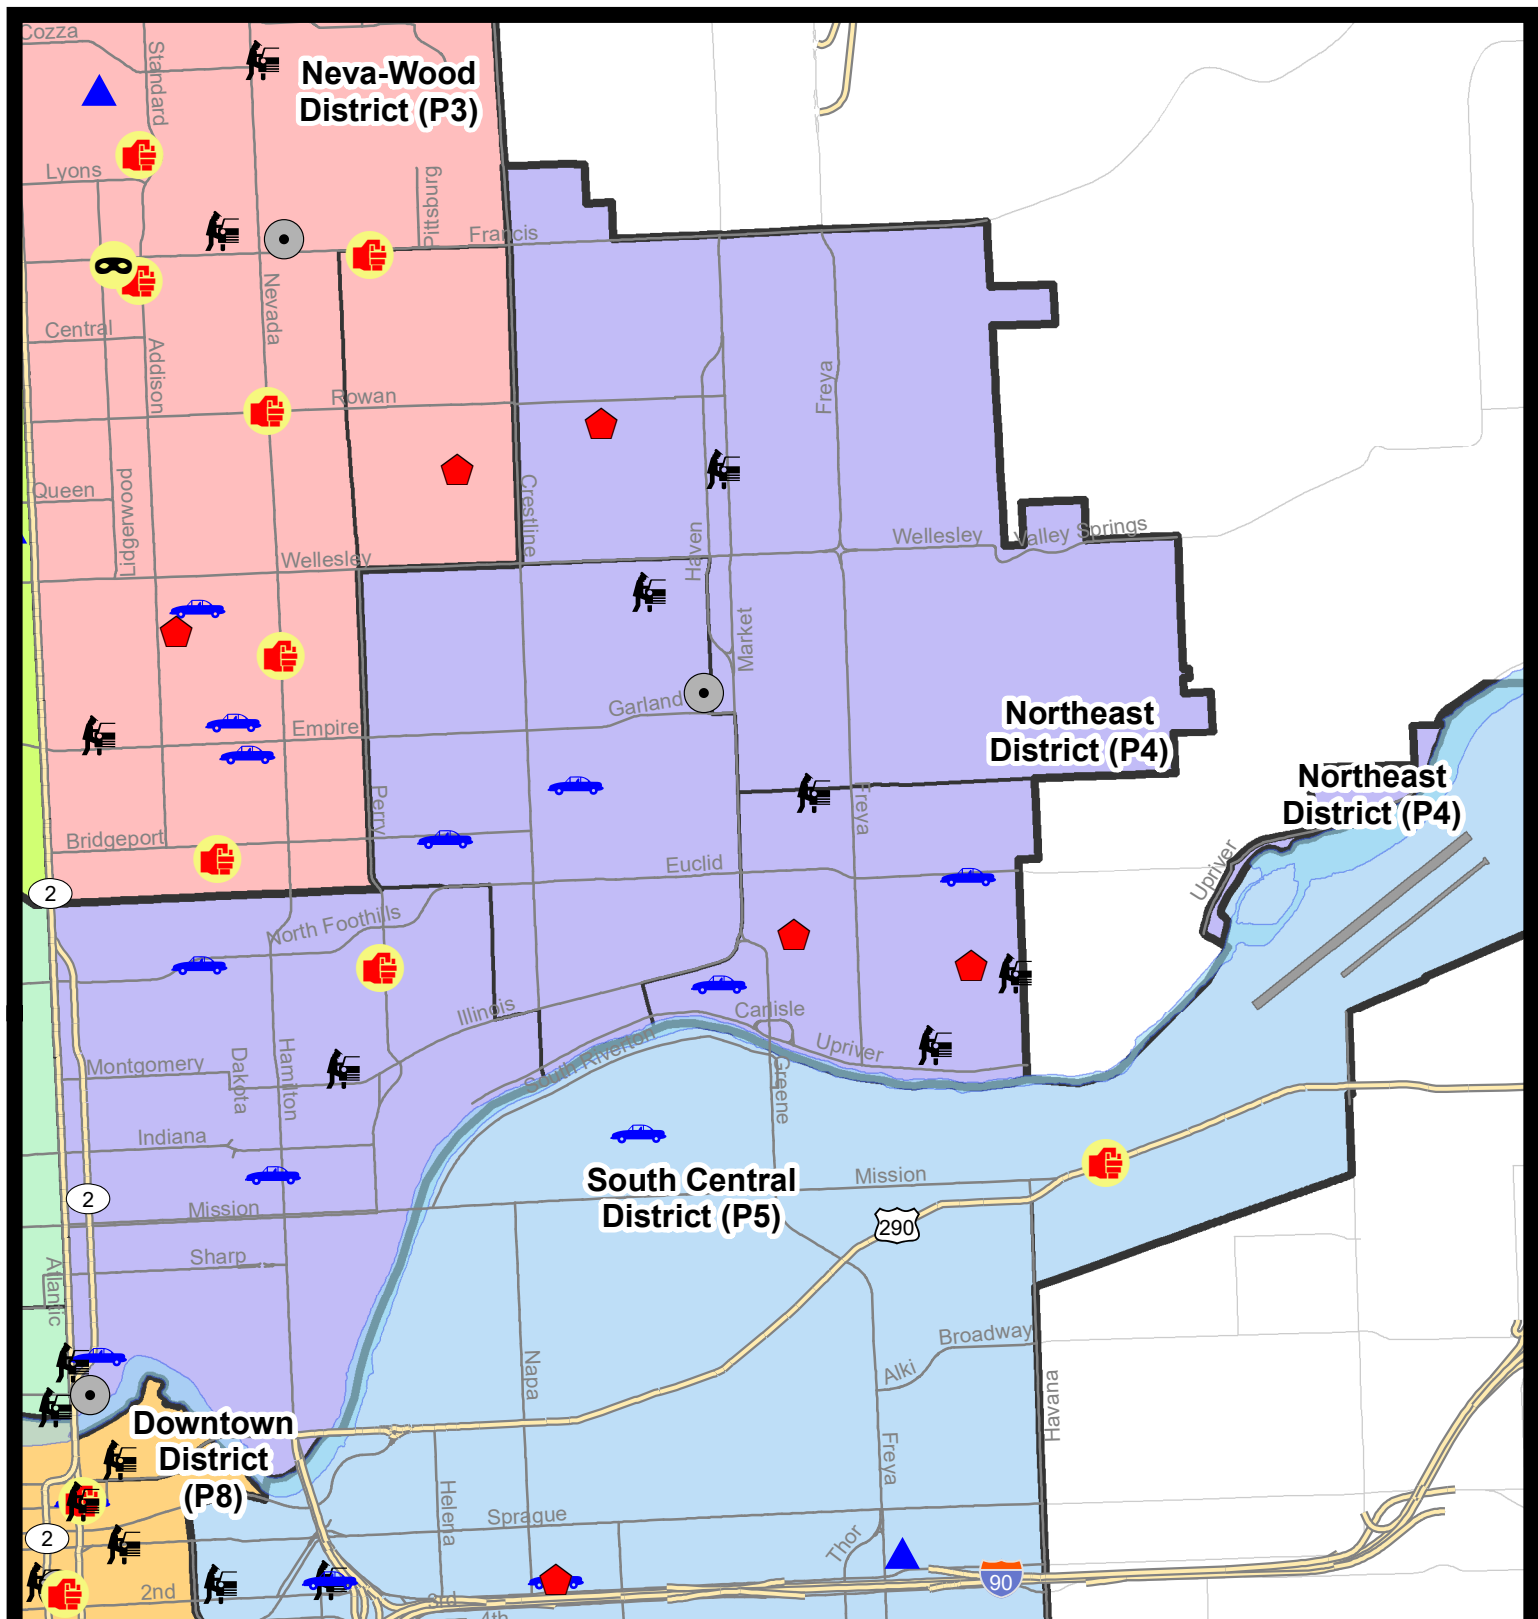 Cozza
Standard
Neva-Wood
District (P3)
Lyons
Pittsburg
Francis
Nevada
Central
Addison
Rowan
Freya
Queen
Lidgerwood
Crestline
Haven
Wellesley
Valley Springs
Wellesley
Market
Garland
Northeast
District (P4)
Empire
Northeast
District (P4)
Perry
Freya
Bridgeport
Euclid
Upriver
2
North Foothills
Illinois
Carlisle
South Riverton
Upriver
Montgomery
Dakota
Hamilton
Greene
Indiana
South Central
District (P5)
Mission
2
Mission
290
Sharp
Atlantic
Broadway
Napa
Alki
Havana
Downtown
District
(P8)
Freya
Helena
Sprague
Thor
2
90
2nd
3rd
4th